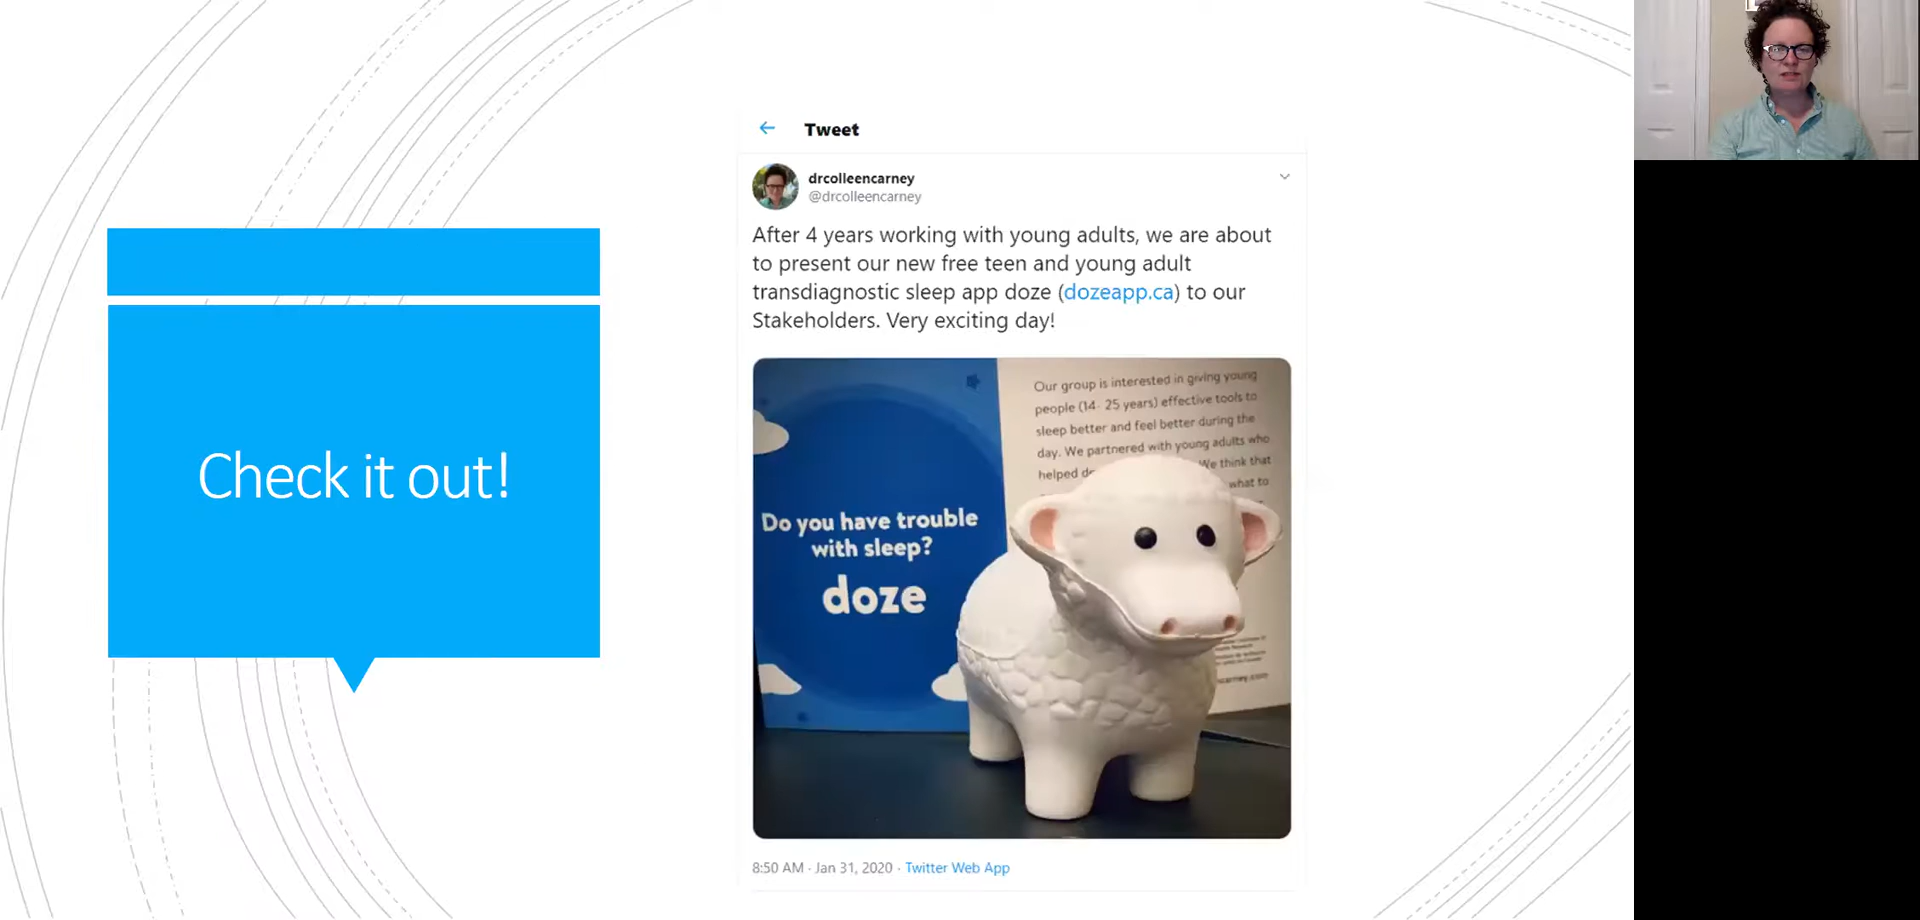 Check it out!
Tweet
drcolleencarney
@drcolleencarney
After 4 years working with young adults, we are about
to present our new free teen and young adult
transdiagnostic sleep app doze (dozeapp.ca) to our
Stakeholders. Very exciting day!
Do you have trouble
with sleep?
doze
Our group is interested in giving young
people (14- 25 years) effective tools to
sleep better and feel better during the
day. We partnered with young adults who
helped We think that
what to
8:50 AM · Jan 31, 2020 · Twitter Web App